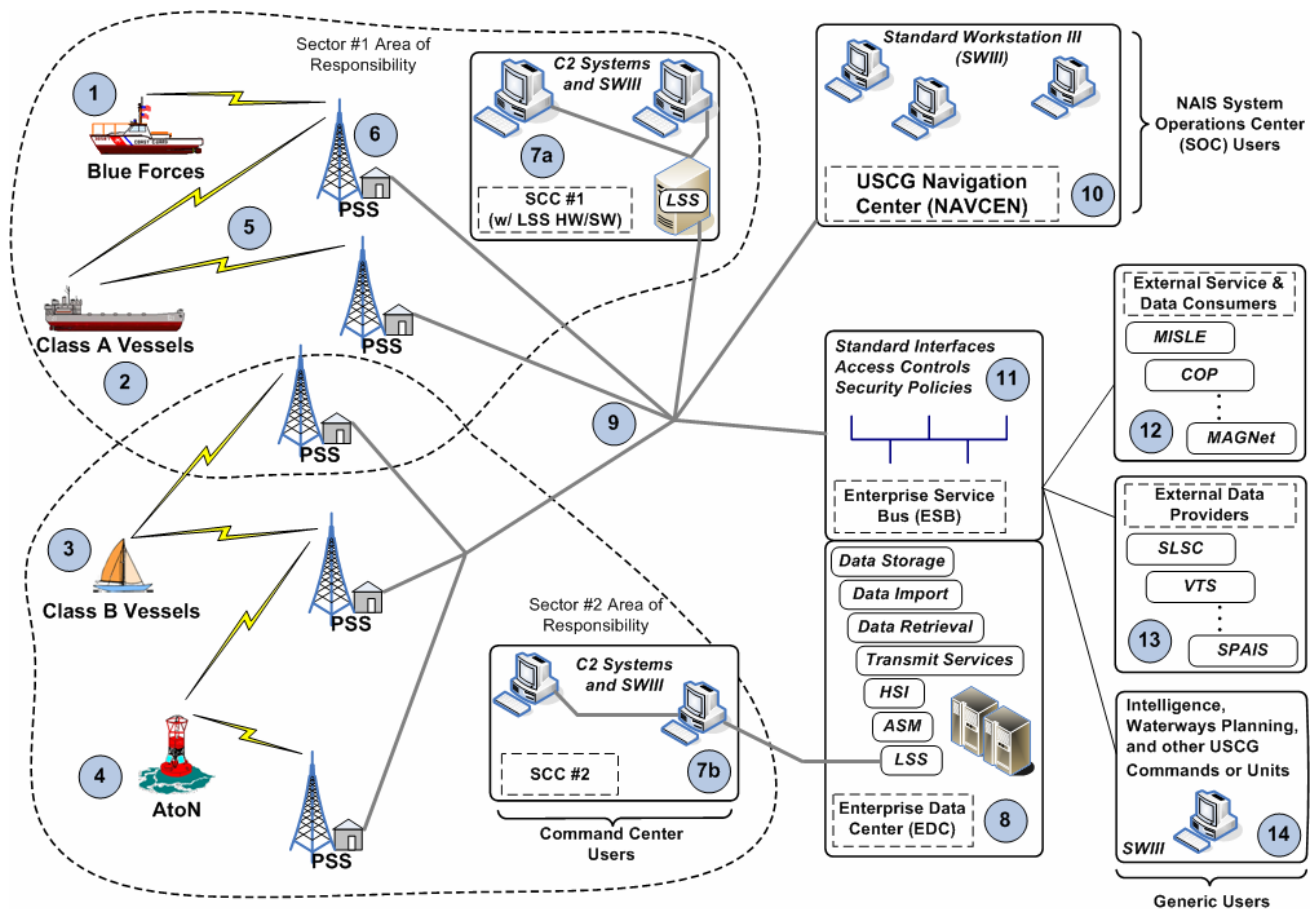 Sector #1 Area of
Responsibility
1
Blue Forces
6
PSS
5
PSS
Class A Vessels
2
PSS
C2 Systems
and SWIII
7a
SCC #1
(w/ LSS HW/SW)
LSS
Standard Workstation III
(SWIII)
USCG Navigation
Center (NAVCEN)
10
NAIS System
Operations Center
(SOC) Users
9
3
Class B Vessels
PSS
4
AtoN
PSS
Sector #2 Area of
Responsibility
C2 Systems
and SWIII
SCC #2
7b
Command Center
Users
Standard Interfaces
Access Controls
Security Policies
11
Enterprise Service
Bus (ESB)
Data Storage
Data Import
Data Retrieval
Transmit Services
HSI
ASM
LSS
Enterprise Data
Center (EDC)
8
External Service &
Data Consumers
MISLE
COP
12
MAGNet
External Data
Providers
SLSC
VTS
13
SPAIS
Intelligence,
Waterways Planning,
and other USCG
Commands or Units
SWIII
14
Generic Users